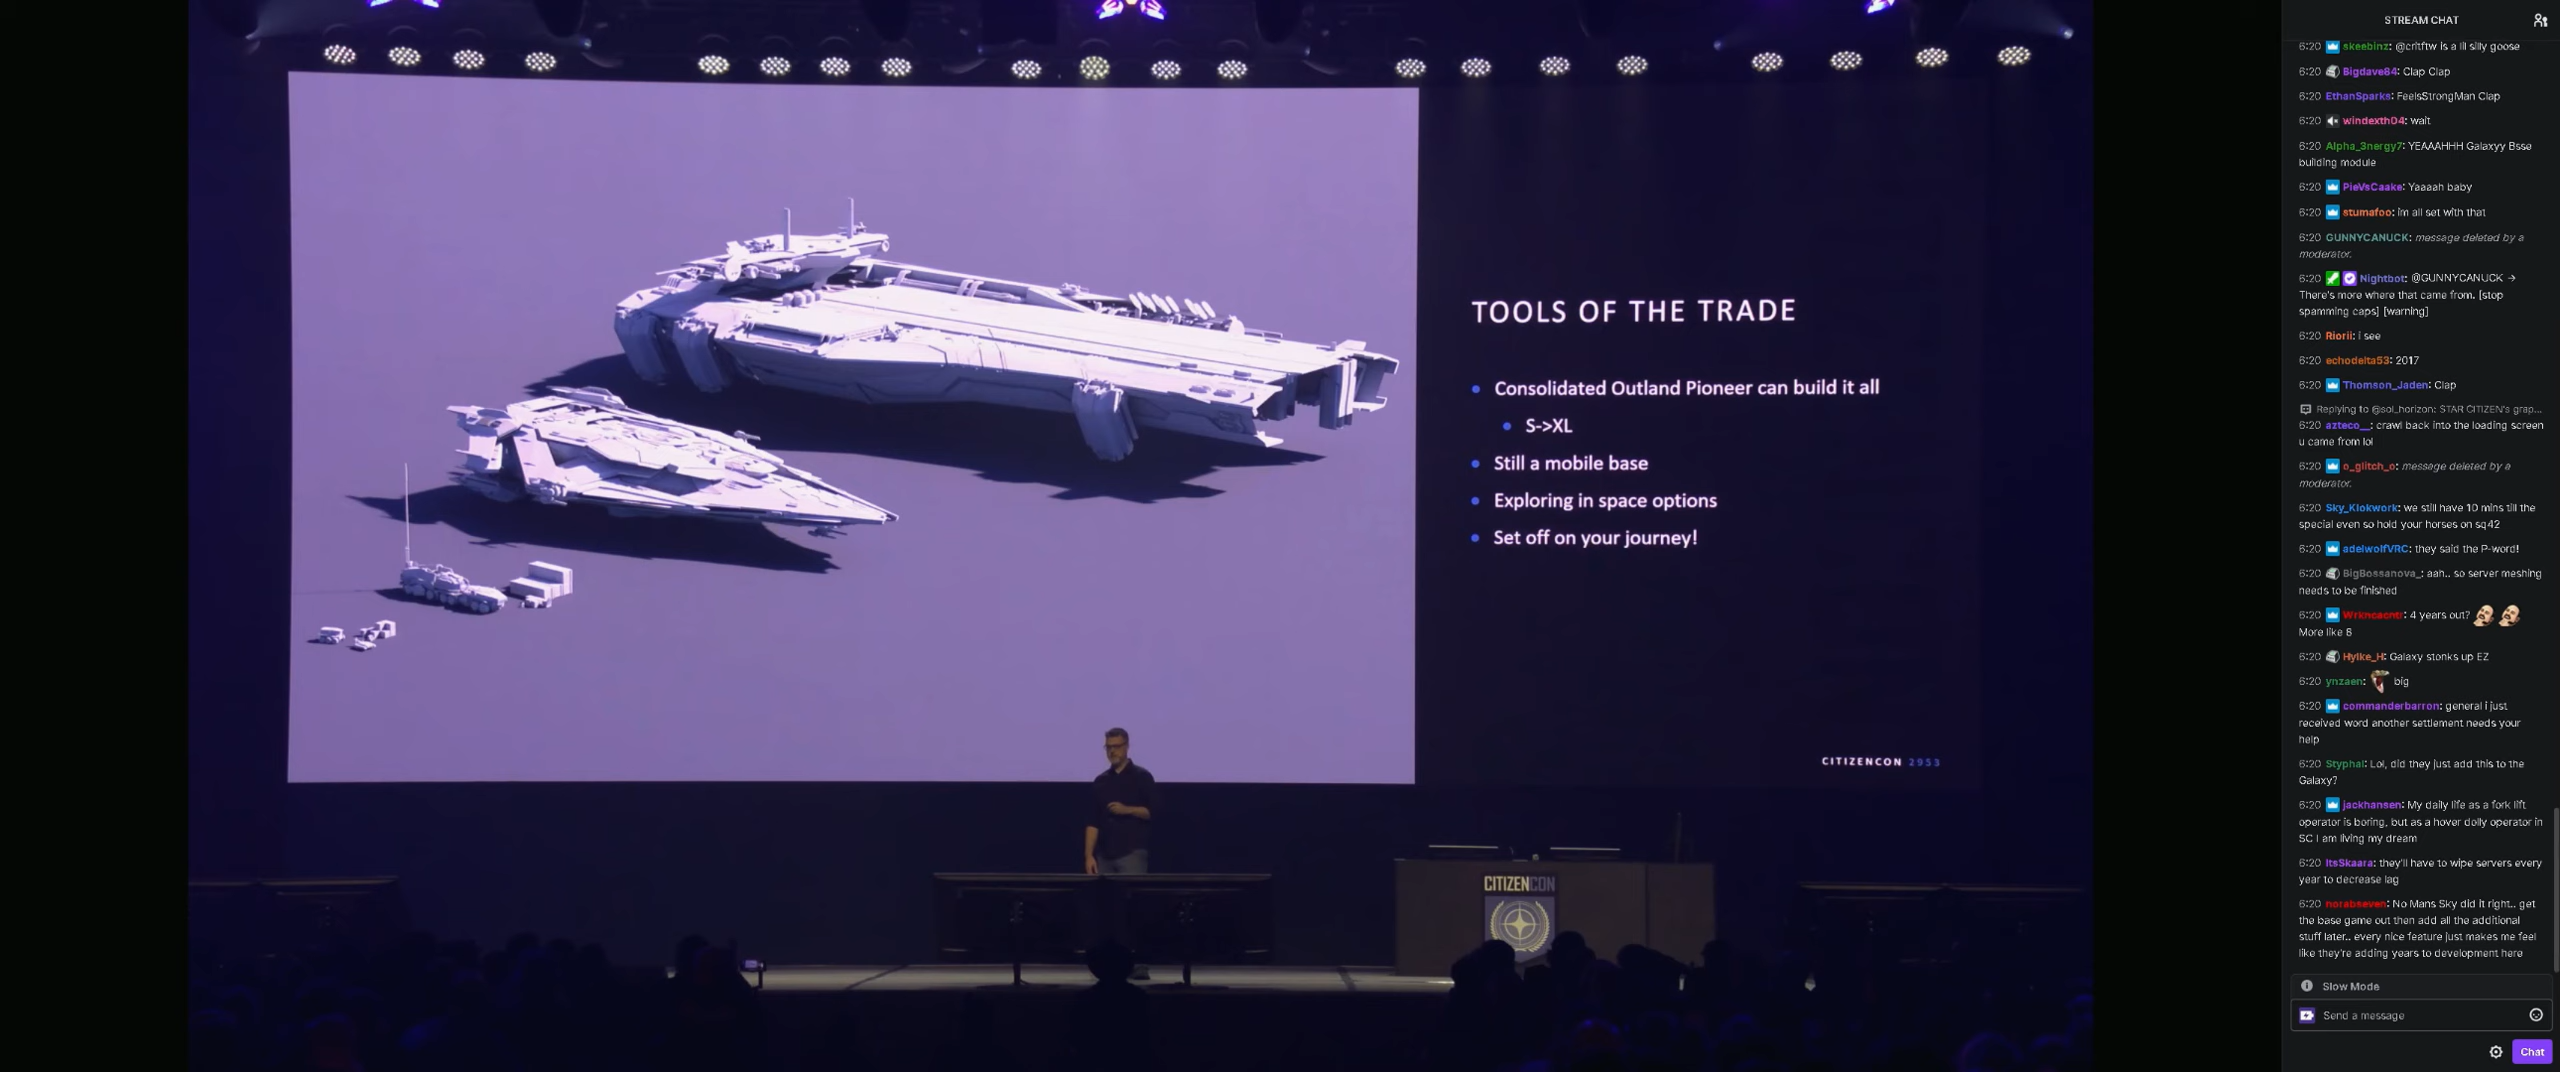 TOOLS OF THE TRADE
Consolidated Outland Pioneer can build it all
S->XL
Still a mobile base
Exploring in space options
Set off on your journey!
CITIZENCON 2953
CITIZENCON
STREAM CHAT
6:20 skeebinz: @critftw is a lil silly goose
6:20 Bigdave84: Clap Clap
6:20 EthanSparks: FeelsStrongMan Clap
6:20 windexth04: wait
6:20 Alpha_3nergy7: YEAAAHHH Galaxyy Bsse
building module
6:20 PieVsCaake: Yaaaah baby
6:20 stumafoo: im all set with that
6:20 GUNNYCANUCK: message deleted by a
moderator.
6:20 Nightbot: @GUNNYCANUCK →
There's more where that came from. [stop
spamming caps] [warning]
6:20 Riorii: i see
6:20 echodelta53: 2017
6:20 Thomson_Jaden: Clap
Replying to @sol_horizon: STAR CITIZEN's grap...
6:20 azteco__: crawl back into the loading screen
u came from lol
6:20 o_glitch_o: message deleted by a
moderator.
6:20 Sky_Klokwork: we still have 10 mins till the
special even so hold your horses on sq42
6:20 adelwolfVRC: they said the P-word!
6:20 BigBossanova_: aah.. so server meshing
needs to be finished
6:20 Wrkncacntr: 4 years out?
More like 8
6:20 Hylke_H: Galaxy stonks up EZ
6:20 ynzaen: big
6:20 commanderbarron: general i just
received word another settlement needs your
help
6:20 Styphal: Lol, did they just add this to the
Galaxy?
6:20 jackhansen: My daily life as a fork lift
operator is boring, but as a hover dolly operator in
SC I am living my dream
6:20 ItsSkaara: they'll have to wipe servers every
year to decrease lag
6:20 norabseven: No Mans Sky did it right.. get
the base game out then add all the additional
stuff later.. every nice feature just makes me feel
like they're adding years to development here
Slow Mode
Send a message
Chat